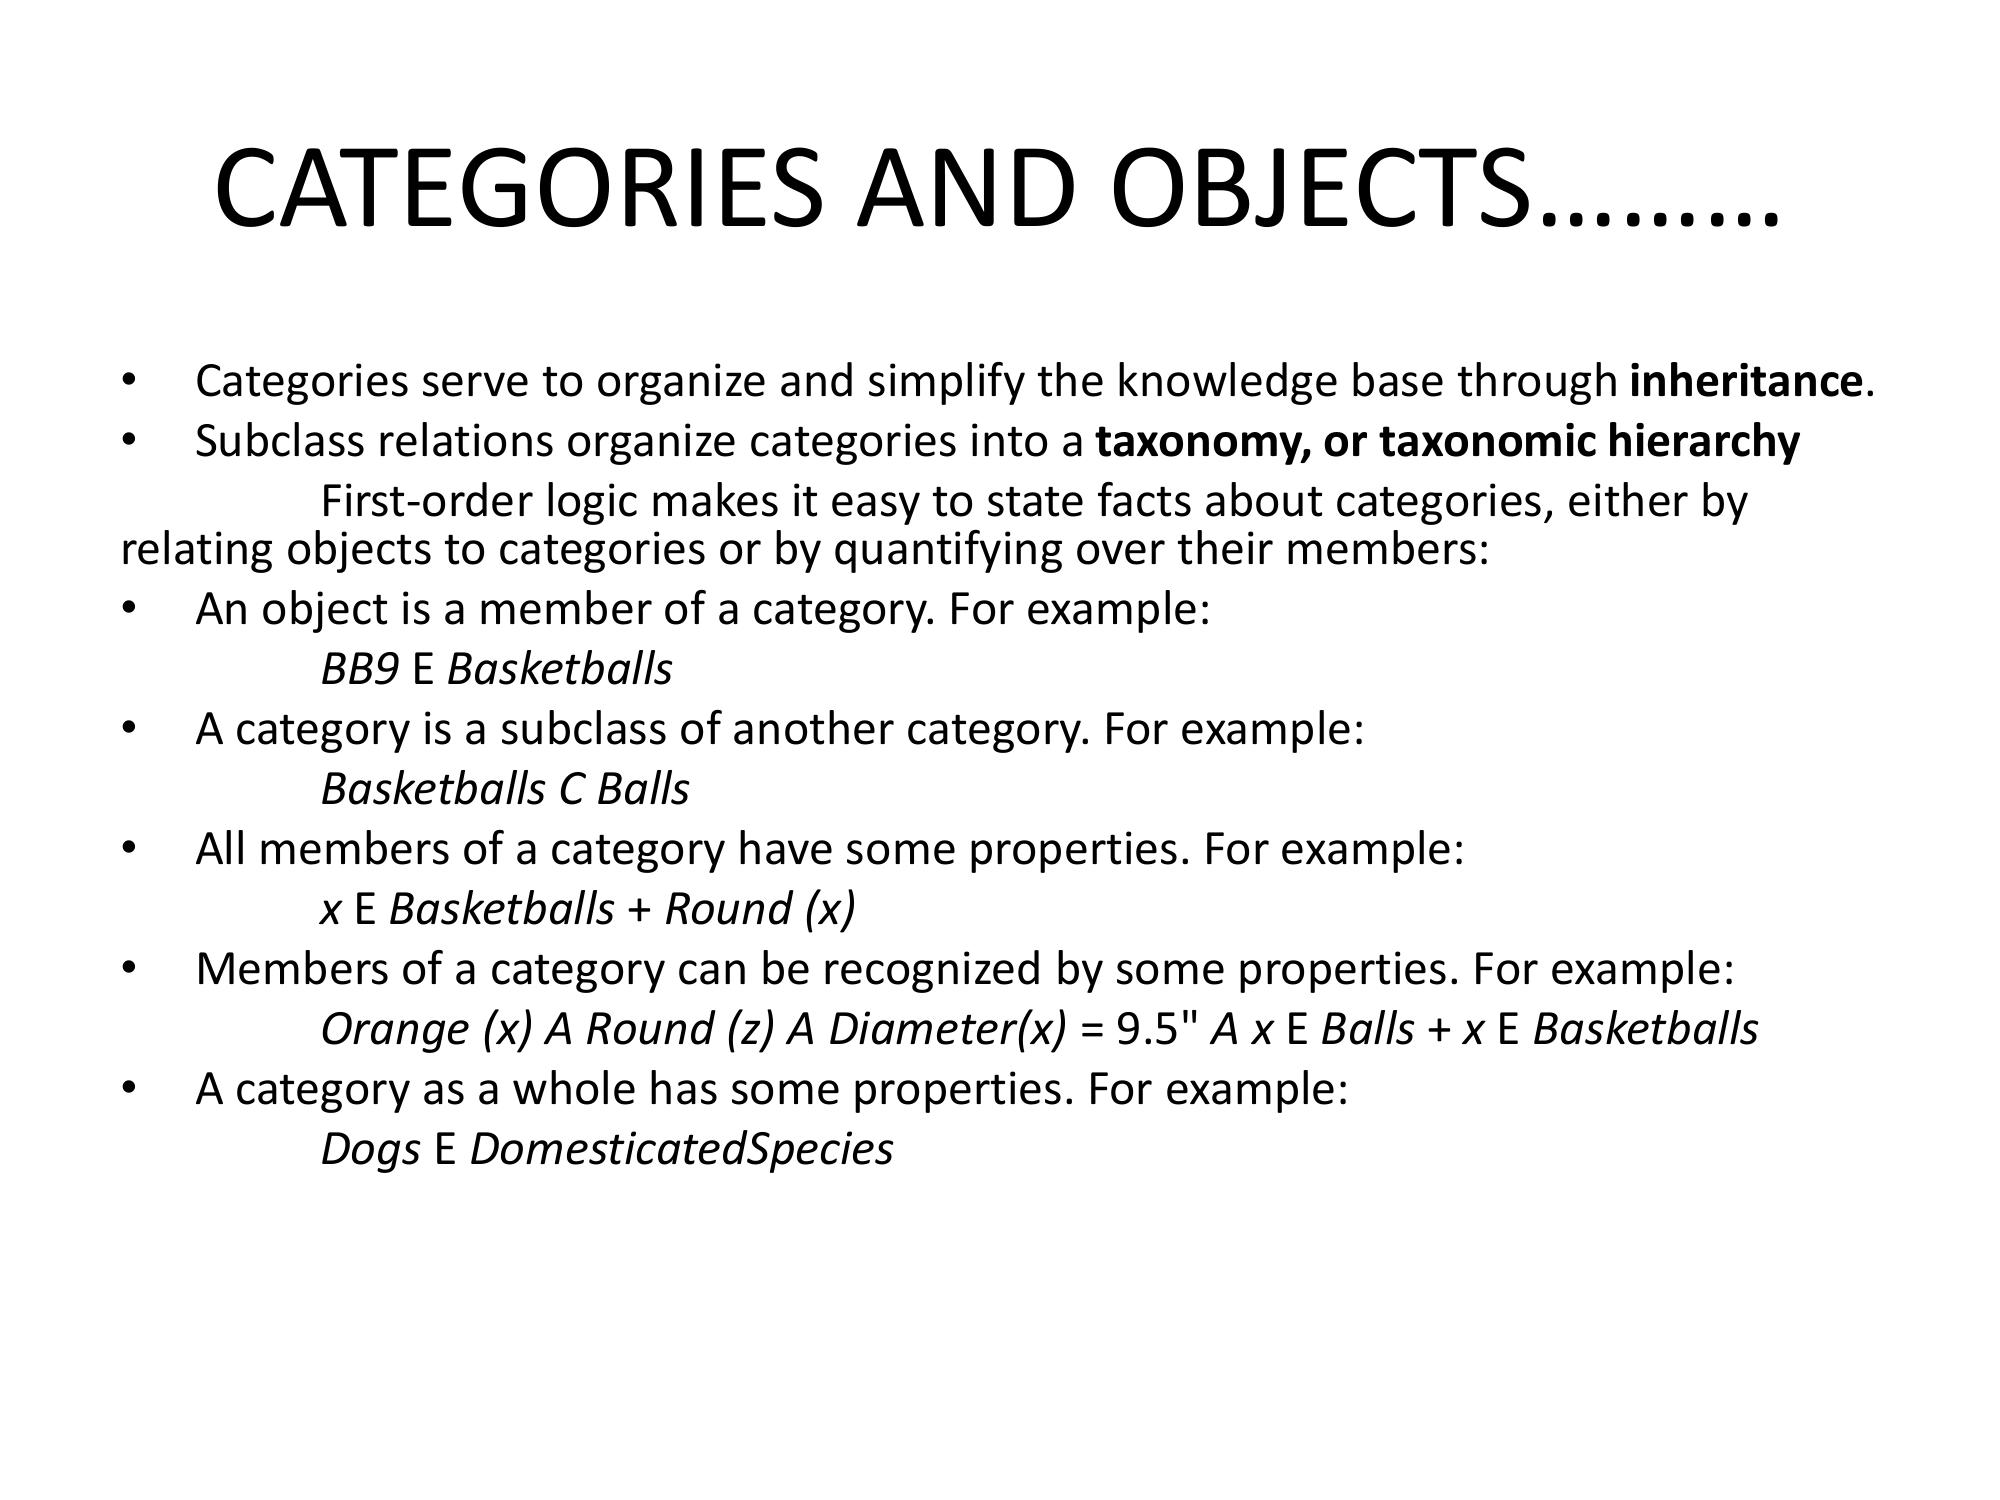 CATEGORIES AND OBJECTS………
• Categories serve to organize and simplify the knowledge base through inheritance.
• Subclass relations organize categories into a taxonomy, or taxonomic hierarchy
First-order logic makes it easy to state facts about categories, either by
relating objects to categories or by quantifying over their members:
• An object is a member of a category. For example:
BB9 E Basketballs
• A category is a subclass of another category. For example:
Basketballs C Balls
• All members of a category have some properties. For example:
x E Basketballs + Round (x)
• Members of a category can be recognized by some properties. For example:
Orange (x) A Round (z) A Diameter(x) = 9.5" A x E Balls + x E Basketballs
• A category as a whole has some properties. For example:
Dogs E DomesticatedSpecies